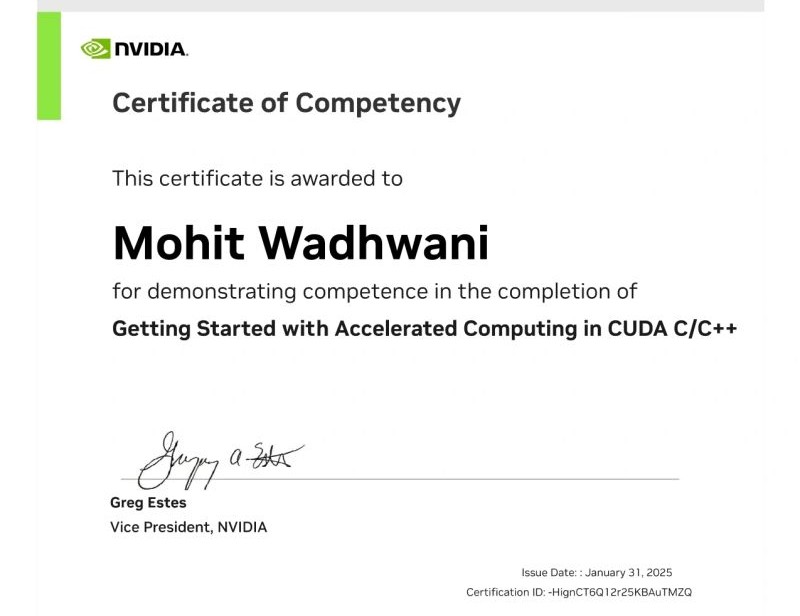 NVIDIA.
Certificate of Competency
This certificate is awarded to
Mohit Wadhwani
for demonstrating competence in the completion of
Getting Started with Accelerated Computing in CUDA C/C++
Greg Estes
Vice President, NVIDIA
Issue Date: : January 31, 2025
Certification ID: -HignCT6Q12r25KBAuTMZQ